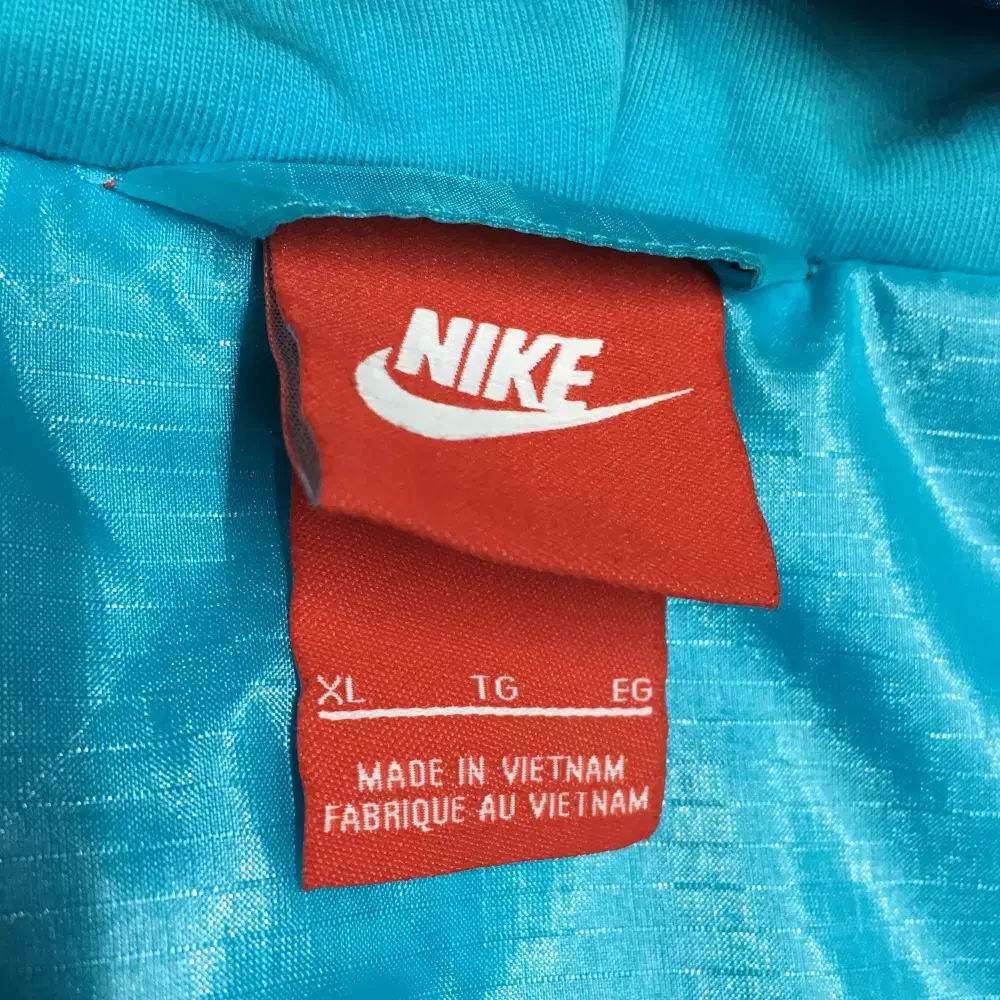 NIKE
XL TG EG
MADE IN VIETNAM
FABRIQUE AU VIETNAM